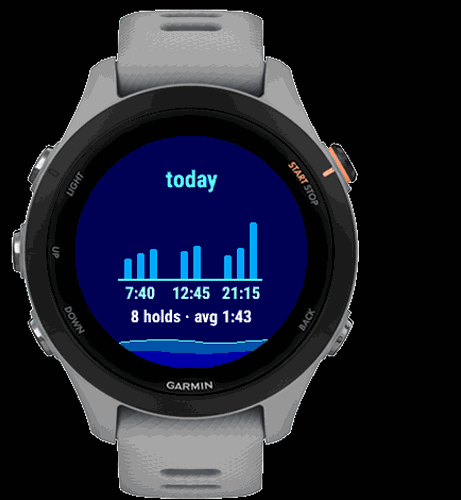 today
START STOP
LIGHT
UP
7:40 12:45 21:15
8 holds · avg 1:43
DOWN
BACK
GARMIN